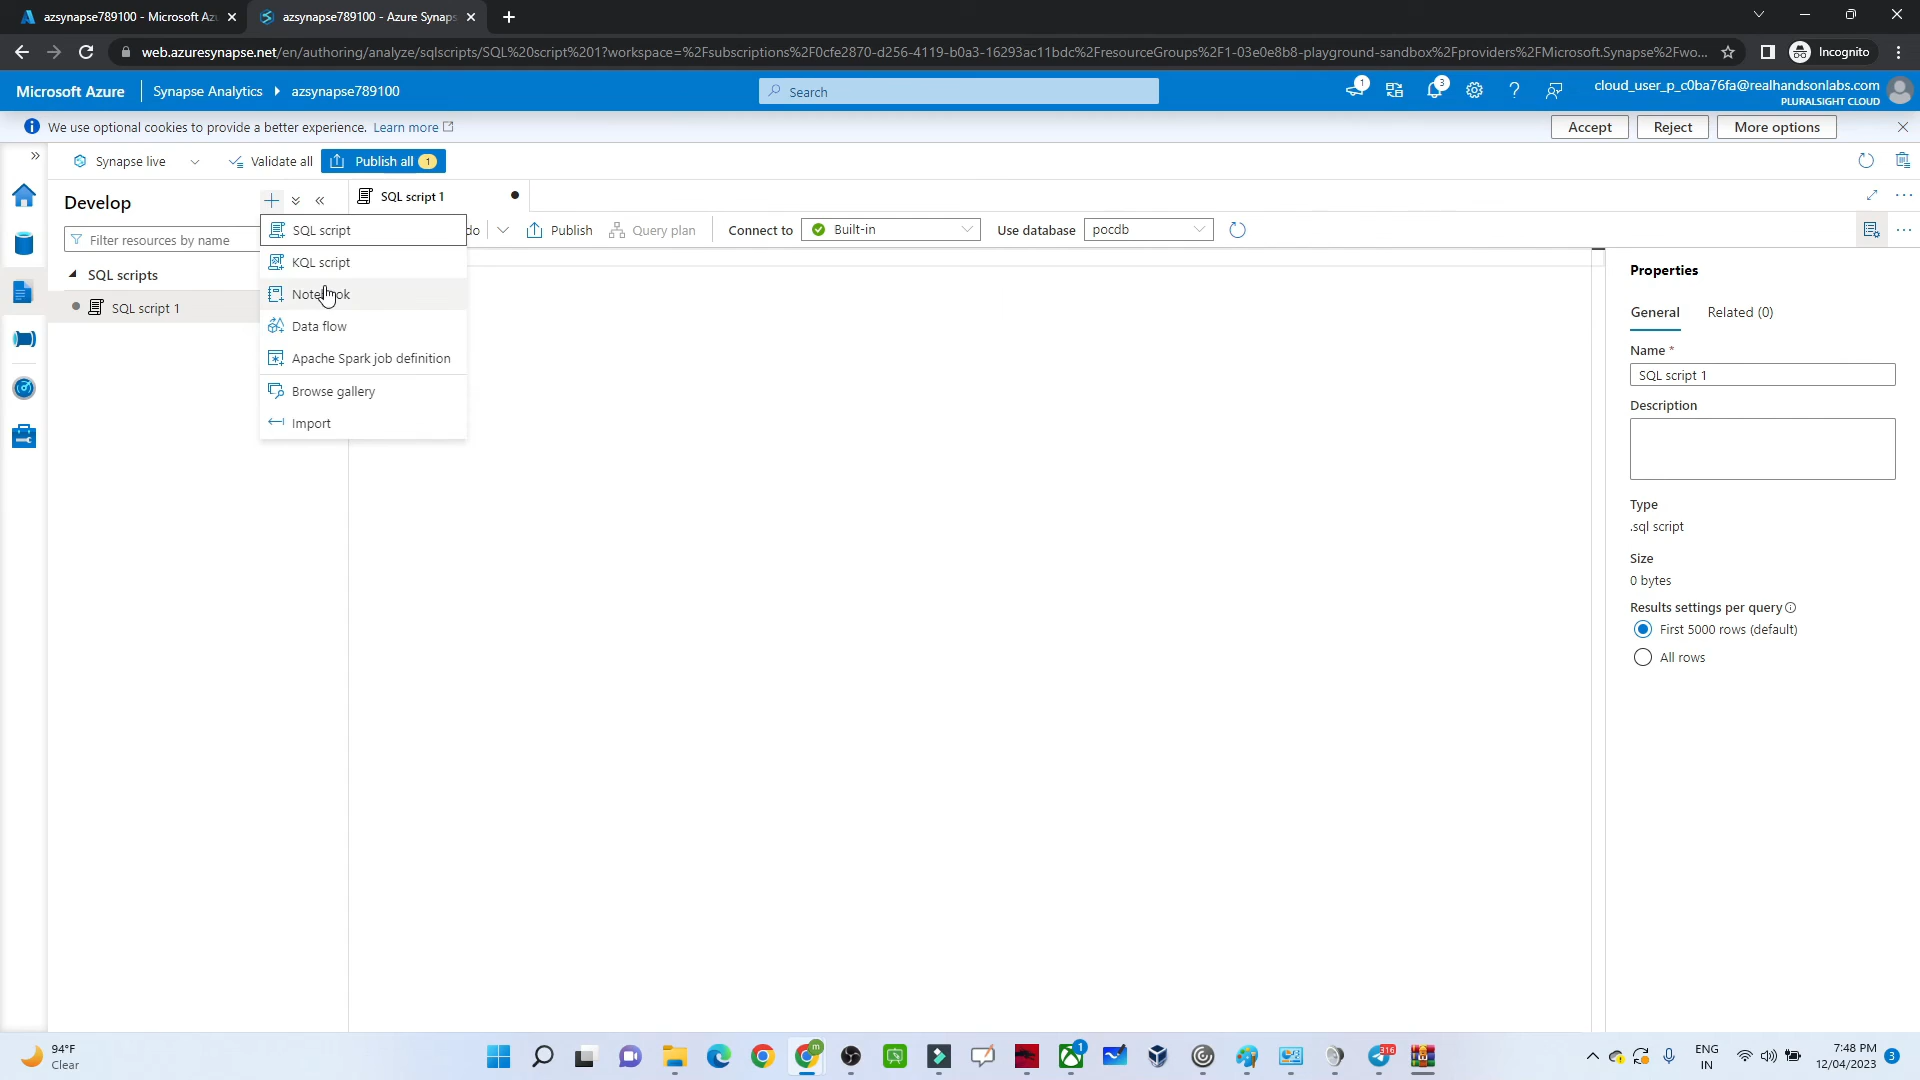 azsynapse789100 - Microsoft Az
azsynapse789100 - Azure Synaps
web.azuresynapse.net/en/authoring/analyze/sqlscripts/SQL%20script%201?workspace=%2Fsubscriptions%2F0cfe2870-d256-4119-b0a3-16293ac11bdc%2FresourceGroups%2F1-03e0e8b8-playground-sandbox%2Fproviders%2FMicrosoft.Synapse%2Fwo...
Incognito
Microsoft Azure
Synapse Analytics
azsynapse789100
Search
1
3
cloud_user_p_c0ba76fa@realhandsonlabs.com
PLURALSIGHT CLOUD
We use optional cookies to provide a better experience. Learn more
Accept
Reject
More options
Synapse live
Validate all
Publish all 1
Develop
SQL script 1
Filter resources by name
SQL scripts
SQL script 1
SQL script
KQL script
Notebook
Data flow
Apache Spark job definition
Browse gallery
Import
do
Publish
Query plan
Connect to
Built-in
Use database
pocdb
Properties
General
Related (0)
Name *
SQL script 1
Description
Type
.sql script
Size
0 bytes
Results settings per query
First 5000 rows (default)
All rows
94°F
Clear
m
1
316
ENG
IN
7:48 PM
12/04/2023
3